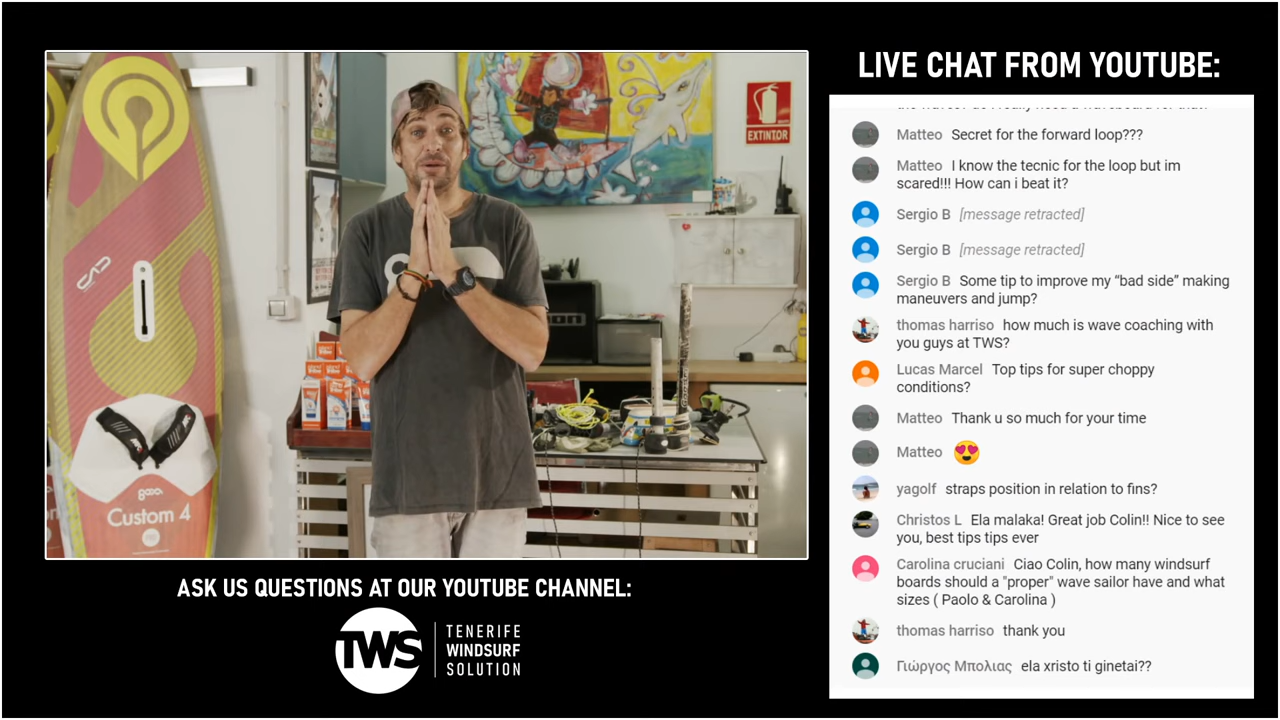 LIVE CHAT FROM YOUTUBE:
Matteo Secret for the forward loop???
Matteo I know the tecnic for the loop but im
scared!!! How can i beat it?
Sergio B [message retracted]
Sergio B [message retracted]
Sergio B Some tip to improve my “bad side” making
maneuvers and jump?
thomas harriso how much is wave coaching with
you guys at TWS?
Lucas Marcel Top tips for super choppy
conditions?
Matteo Thank u so much for your time
Matteo 😍
yagolf straps position in relation to fins?
Christos L Ela malaka! Great job Colin!! Nice to see
you, best tips tips ever
Carolina cruciani Ciao Colin, how many windsurf
boards should a "proper" wave sailor have and what
sizes ( Paolo & Carolina )
thomas harriso thank you
Γιώργος Μπολιας ela xristo ti ginetai??
EXTINTOR
goya
Custom 4
ASK US QUESTIONS AT OUR YOUTUBE CHANNEL:
TWS
TENERIFE
WINDSURF
SOLUTION